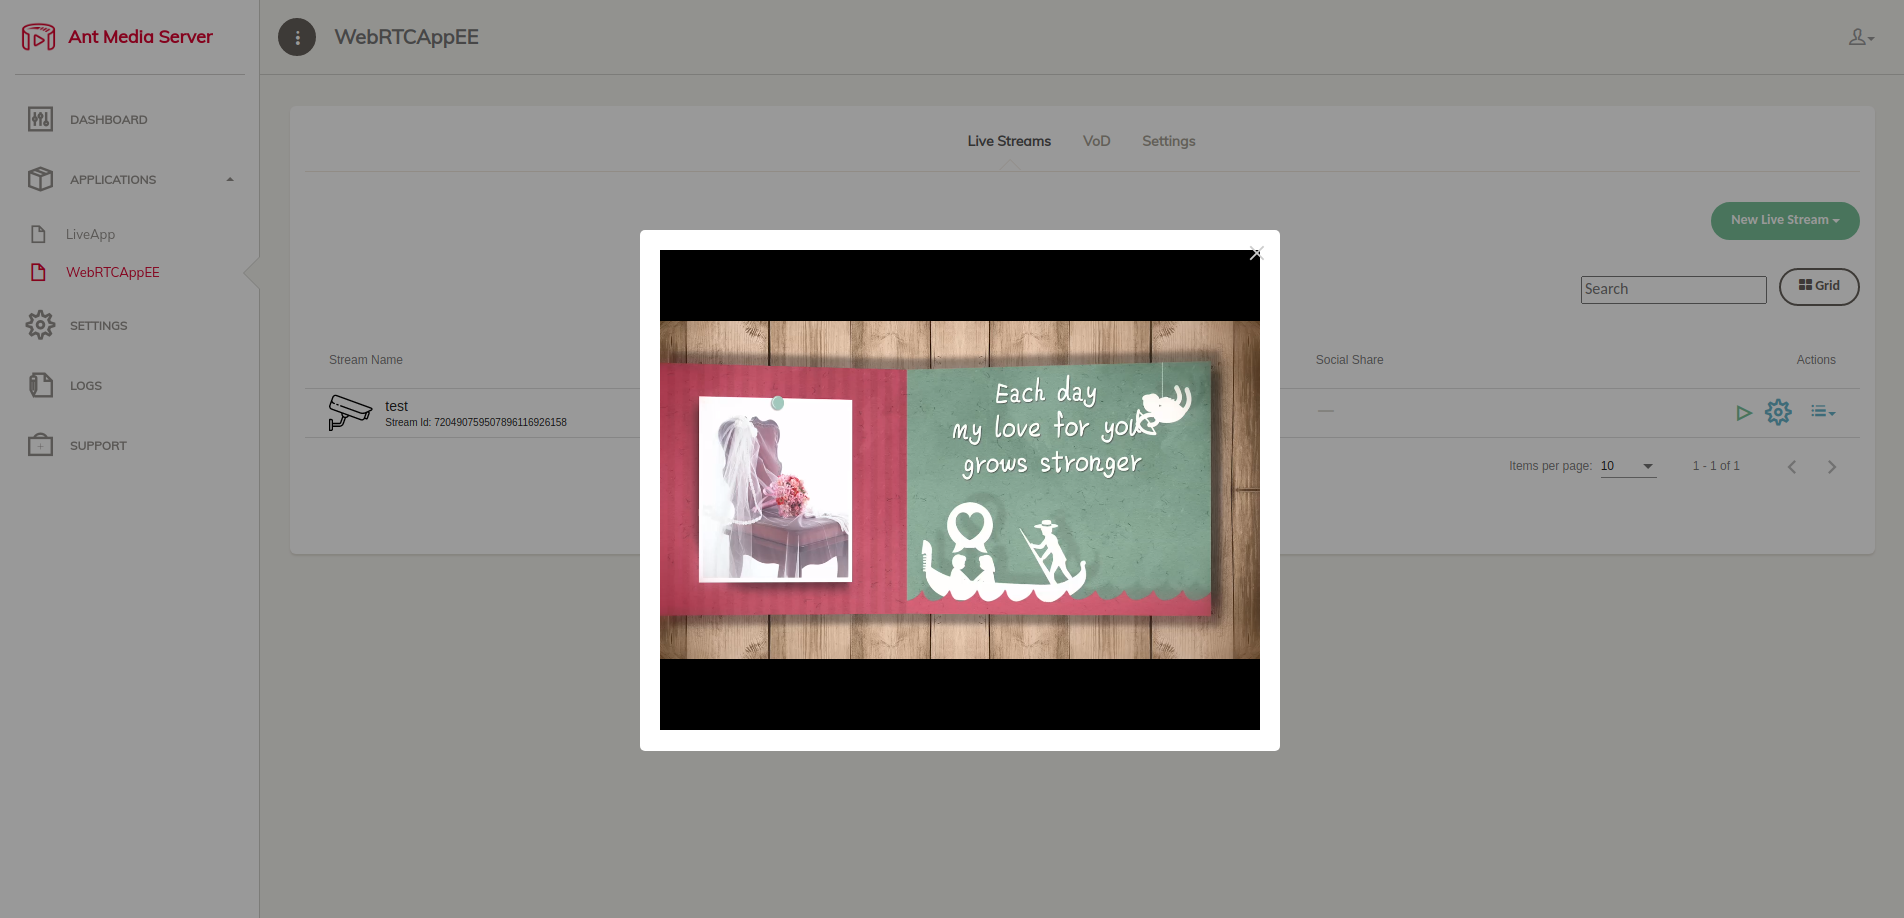 Ant Media Server
WebRTCAppEE
DASHBOARD
APPLICATIONS
LiveApp
WebRTCAppEE
SETTINGS
LOGS
SUPPORT
Live Streams
VoD
Settings
New Live Stream
Search
Grid
Stream Name
Social Share
Actions
test
Stream Id: 720490759507896116926158
Items per page: 10
1 - 1 of 1
Each day
my love for you
grows stronger